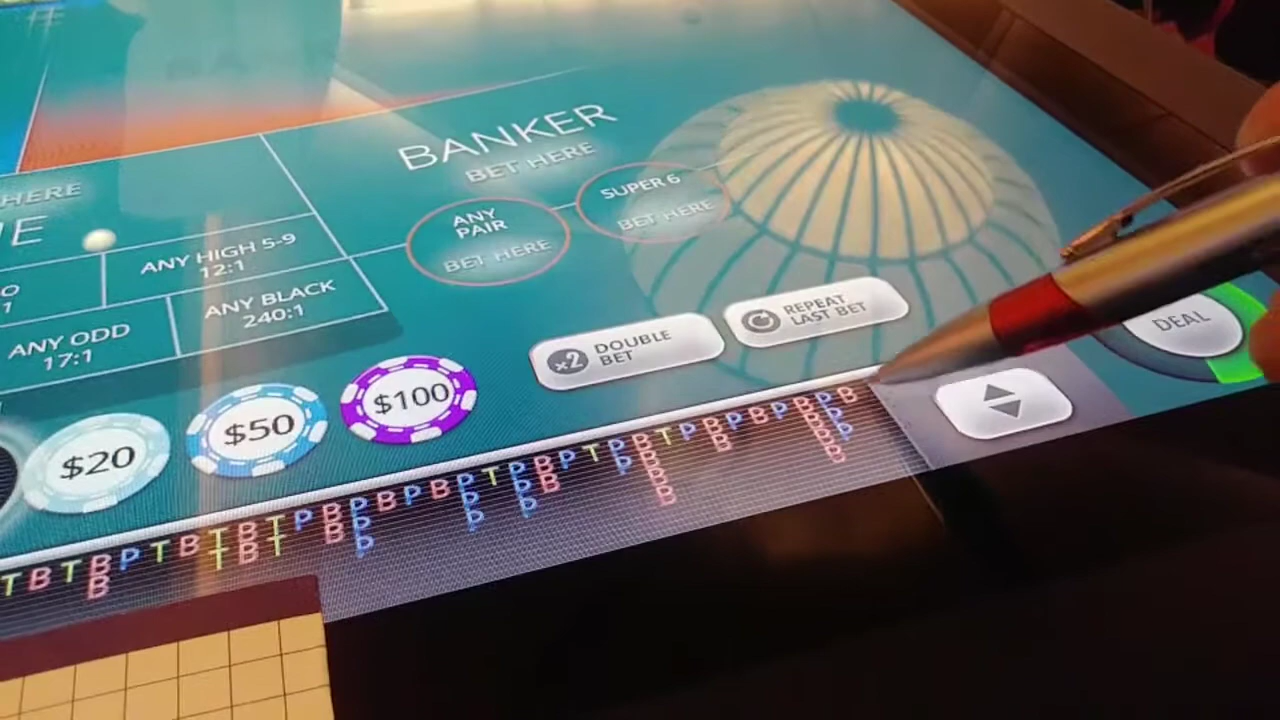 BANKER
BET HERE
HERE
ANY
PAIR
BET HERE
SUPER 6
BET HERE
ANY HIGH 5-9
12:1
ANY ODD
17:1
ANY BLACK
240:1
x2 DOUBLE
BET
REPEAT
LAST BET
DEAL
$20
$50
$100
T B T B P T B T B T P B P B P B P T P B P T P B T P B P B P B P B